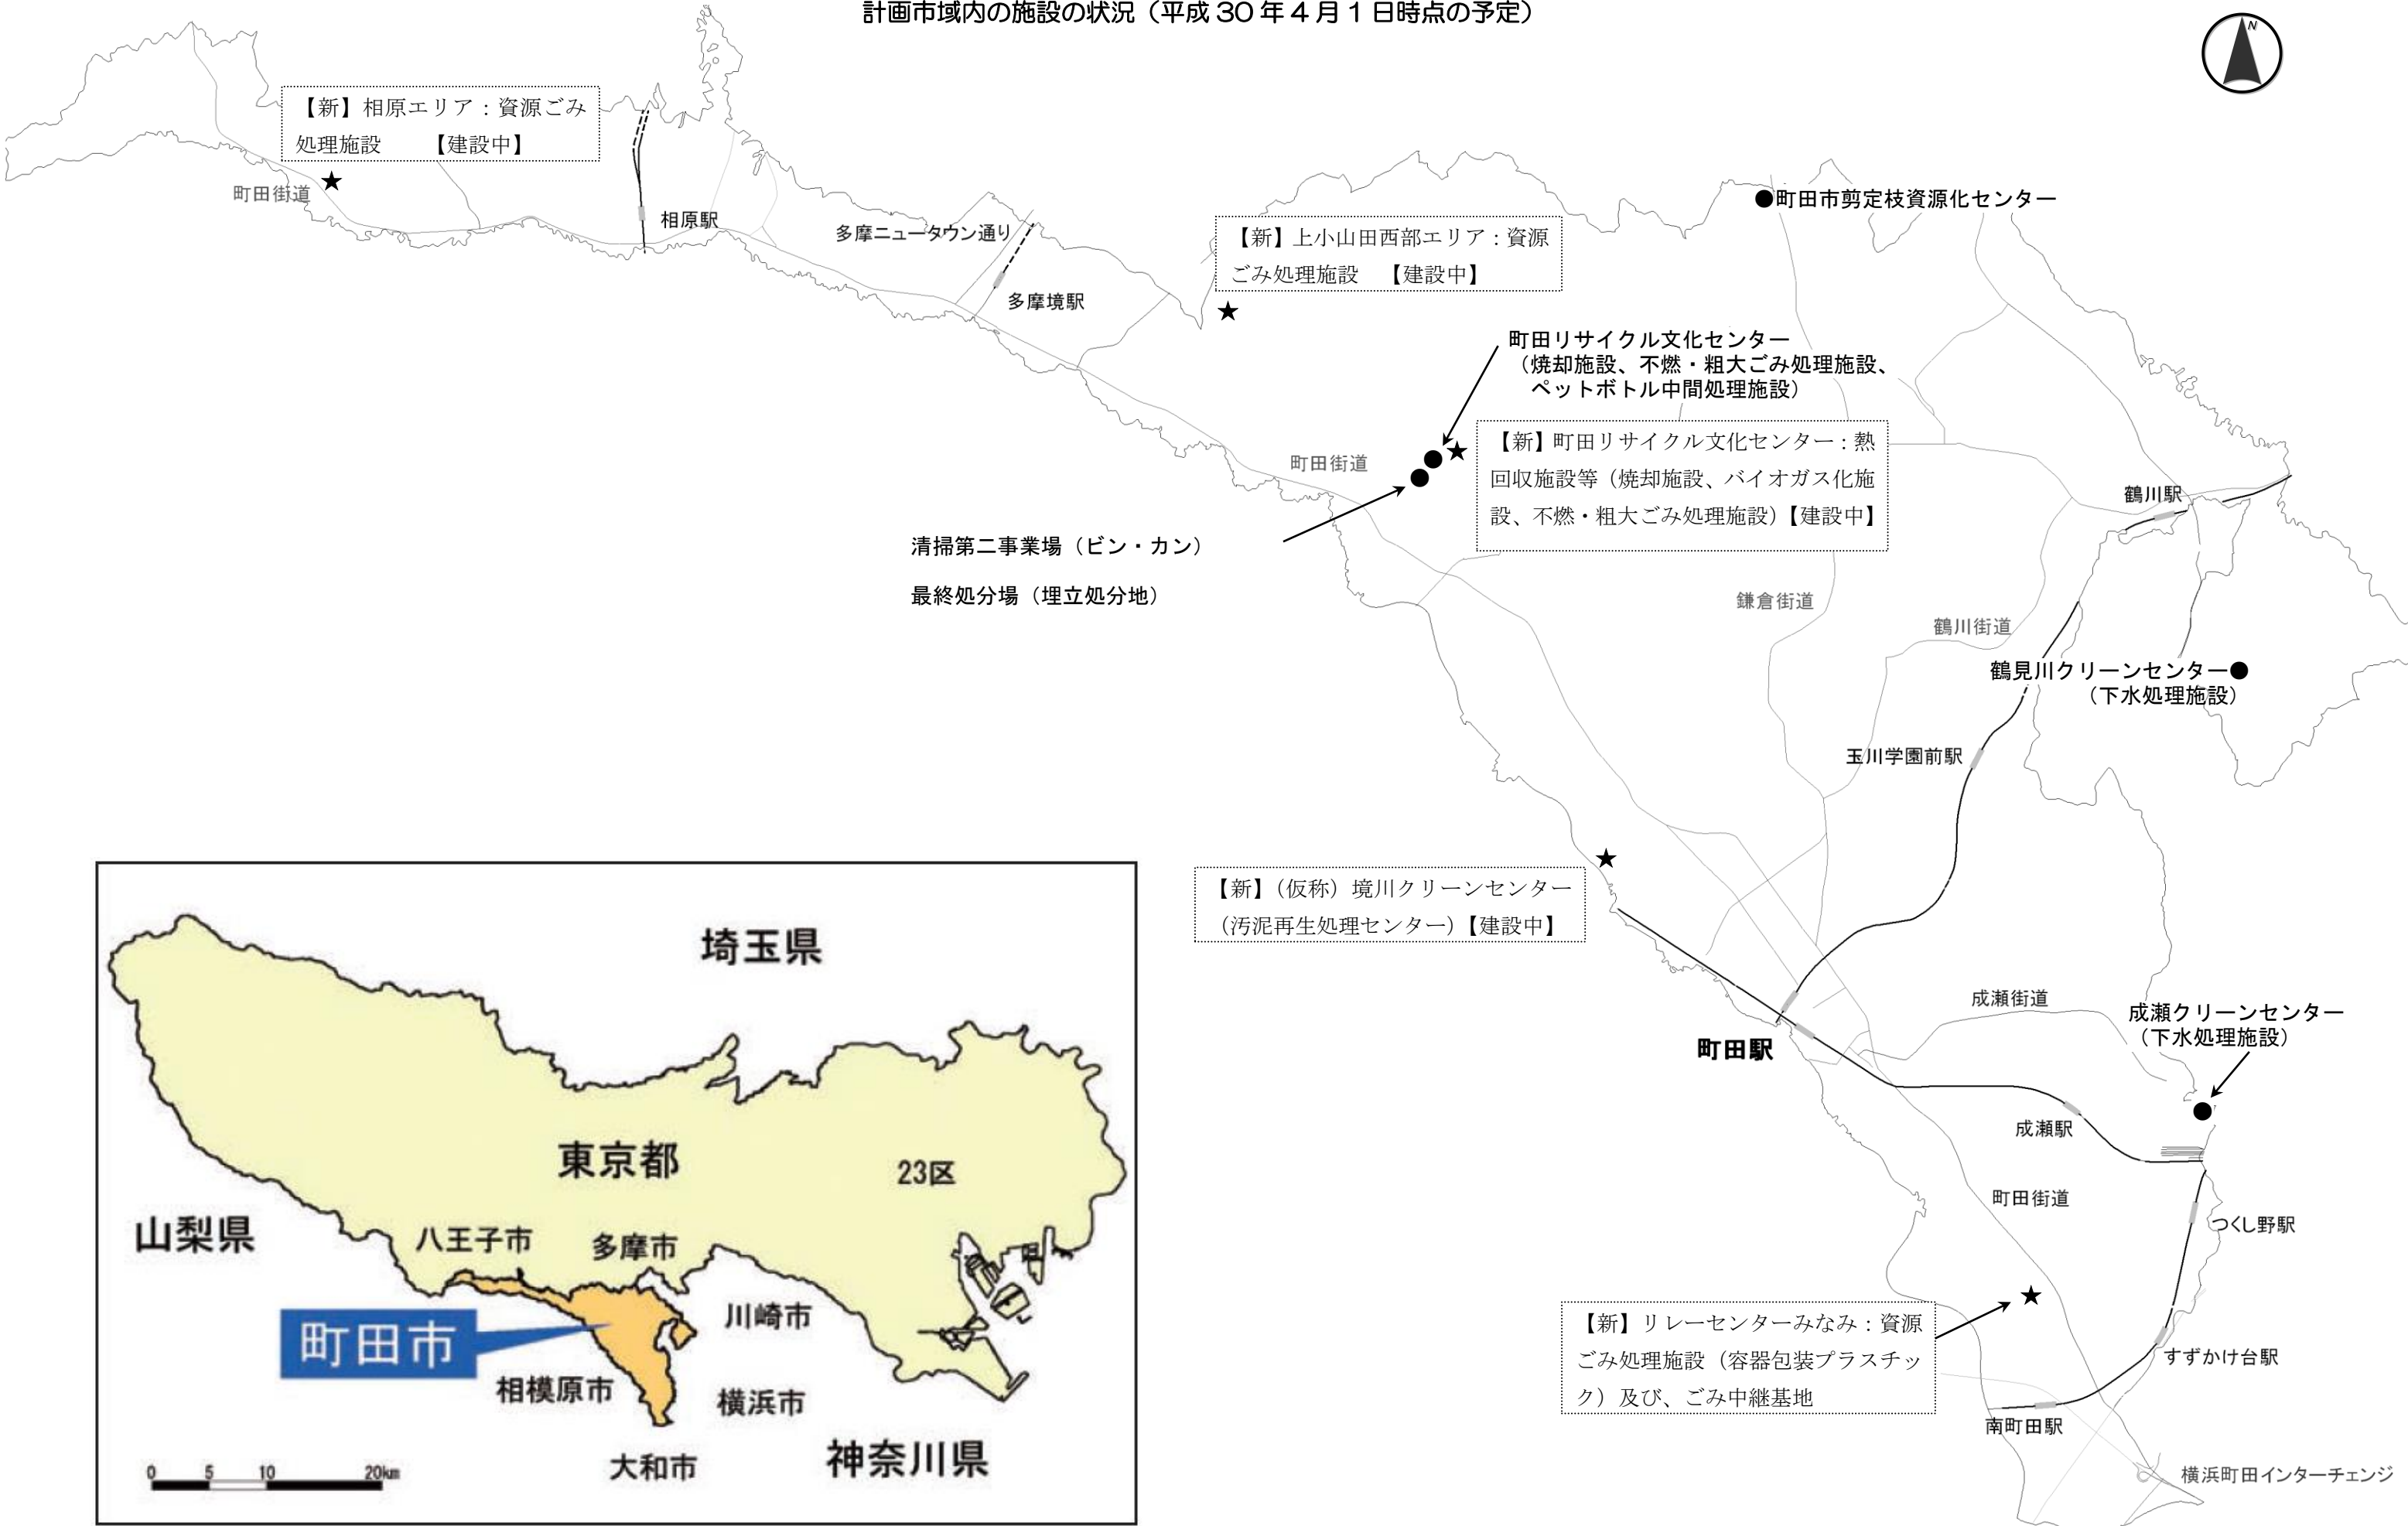 計画市域内の施設の状況（平成 30 年 4 月 1 日時点の予定）
N
【新】相原エリア：資源ごみ
処理施設　　【建設中】
町田街道
相原駅
多摩ニュータウン通り
多摩境駅
【新】上小山田西部エリア：資源
ごみ処理施設　【建設中】
町田市剪定枝資源化センター
町田リサイクル文化センター
（焼却施設、不燃・粗大ごみ処理施設、
ペットボトル中間処理施設）
【新】町田リサイクル文化センター：熱
回収施設等（焼却施設、バイオガス化施
設、不燃・粗大ごみ処理施設）【建設中】
町田街道
清掃第二事業場（ビン・カン）
最終処分場（埋立処分地）
鶴川駅
鎌倉街道
鶴川街道
鶴見川クリーンセンター
（下水処理施設）
玉川学園前駅
【新】（仮称）境川クリーンセンター
（汚泥再生処理センター）【建設中】
町田駅
成瀬街道
成瀬クリーンセンター
（下水処理施設）
成瀬駅
町田街道
つくし野駅
【新】リレーセンターみなみ：資源
ごみ処理施設（容器包装プラスチッ
ク）及び、ごみ中継基地
すずかけ台駅
南町田駅
横浜町田インターチェンジ
埼玉県
東京都
23区
山梨県
八王子市
多摩市
川崎市
町田市
相模原市
横浜市
大和市
神奈川県
0 5 10 20km